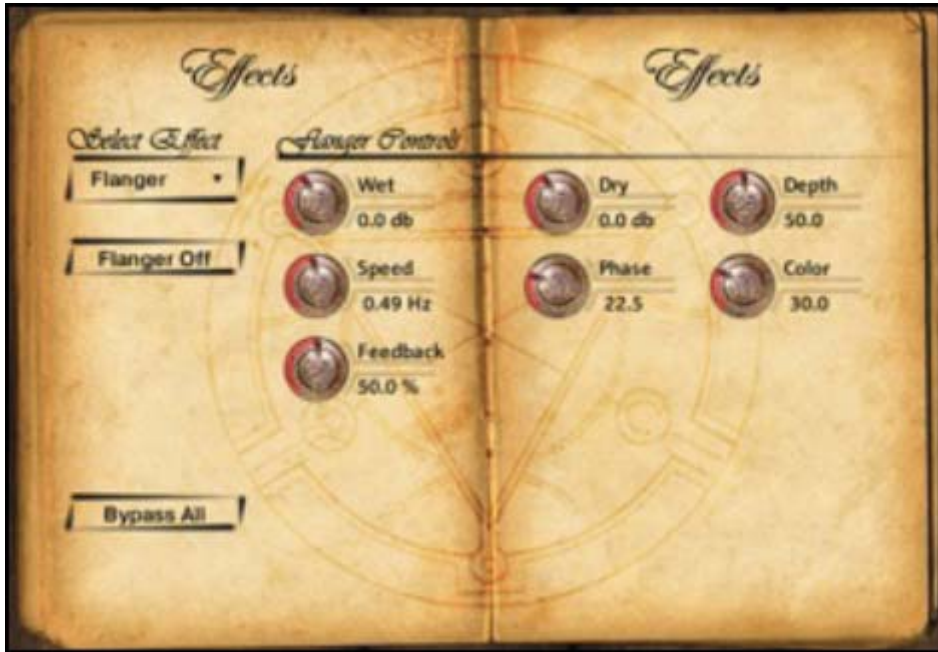 Effects
Effects
Select Effect
Flanger Controls
Flanger
Wet
0.0 db
Dry
0.0 db
Depth
50.0
Flanger Off
Speed
0.49 Hz
Phase
22.5
Color
30.0
Feedback
50.0 %
Bypass All